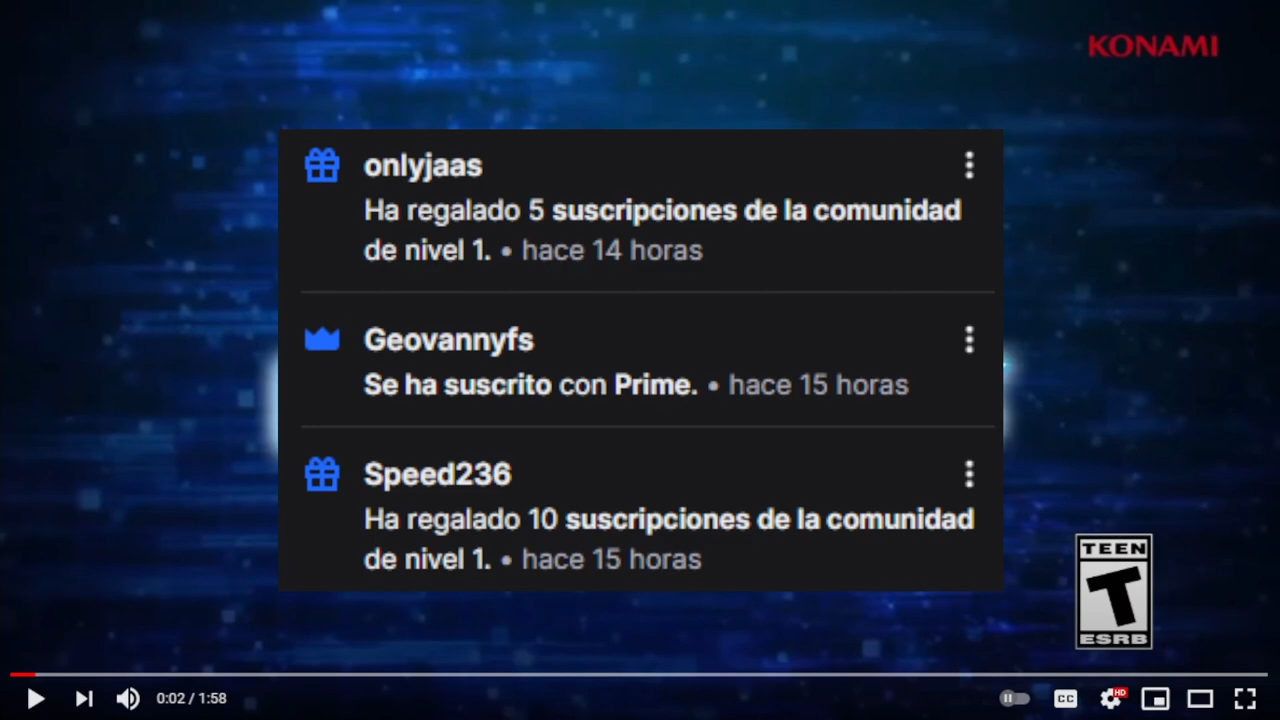 KONAMI
onlyjaas
Ha regalado 5 suscripciones de la comunidad
de nivel 1. • hace 14 horas
Geovannyfs
Se ha suscrito con Prime. • hace 15 horas
Speed236
Ha regalado 10 suscripciones de la comunidad
de nivel 1. • hace 15 horas
TEEN
T
ESRB
0:02 / 1:58
CC
HD